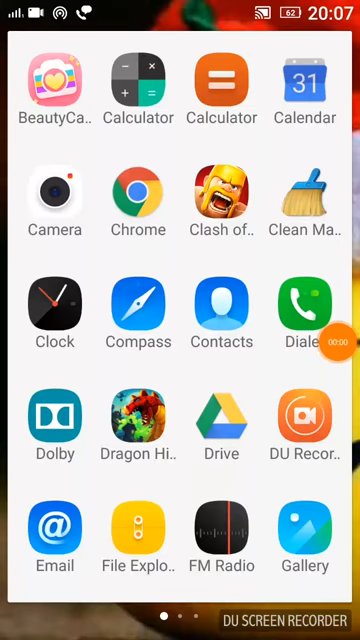 62 20:07
BeautyCa.. Calculator Calculator Calendar
31
Camera Chrome Clash of.. Clean Ma..
Clock Compass Contacts Diale
00:00
Dolby Dragon Hi.. Drive DU Recor..
Email File Explo.. FM Radio Gallery
DU SCREEN RECORDER